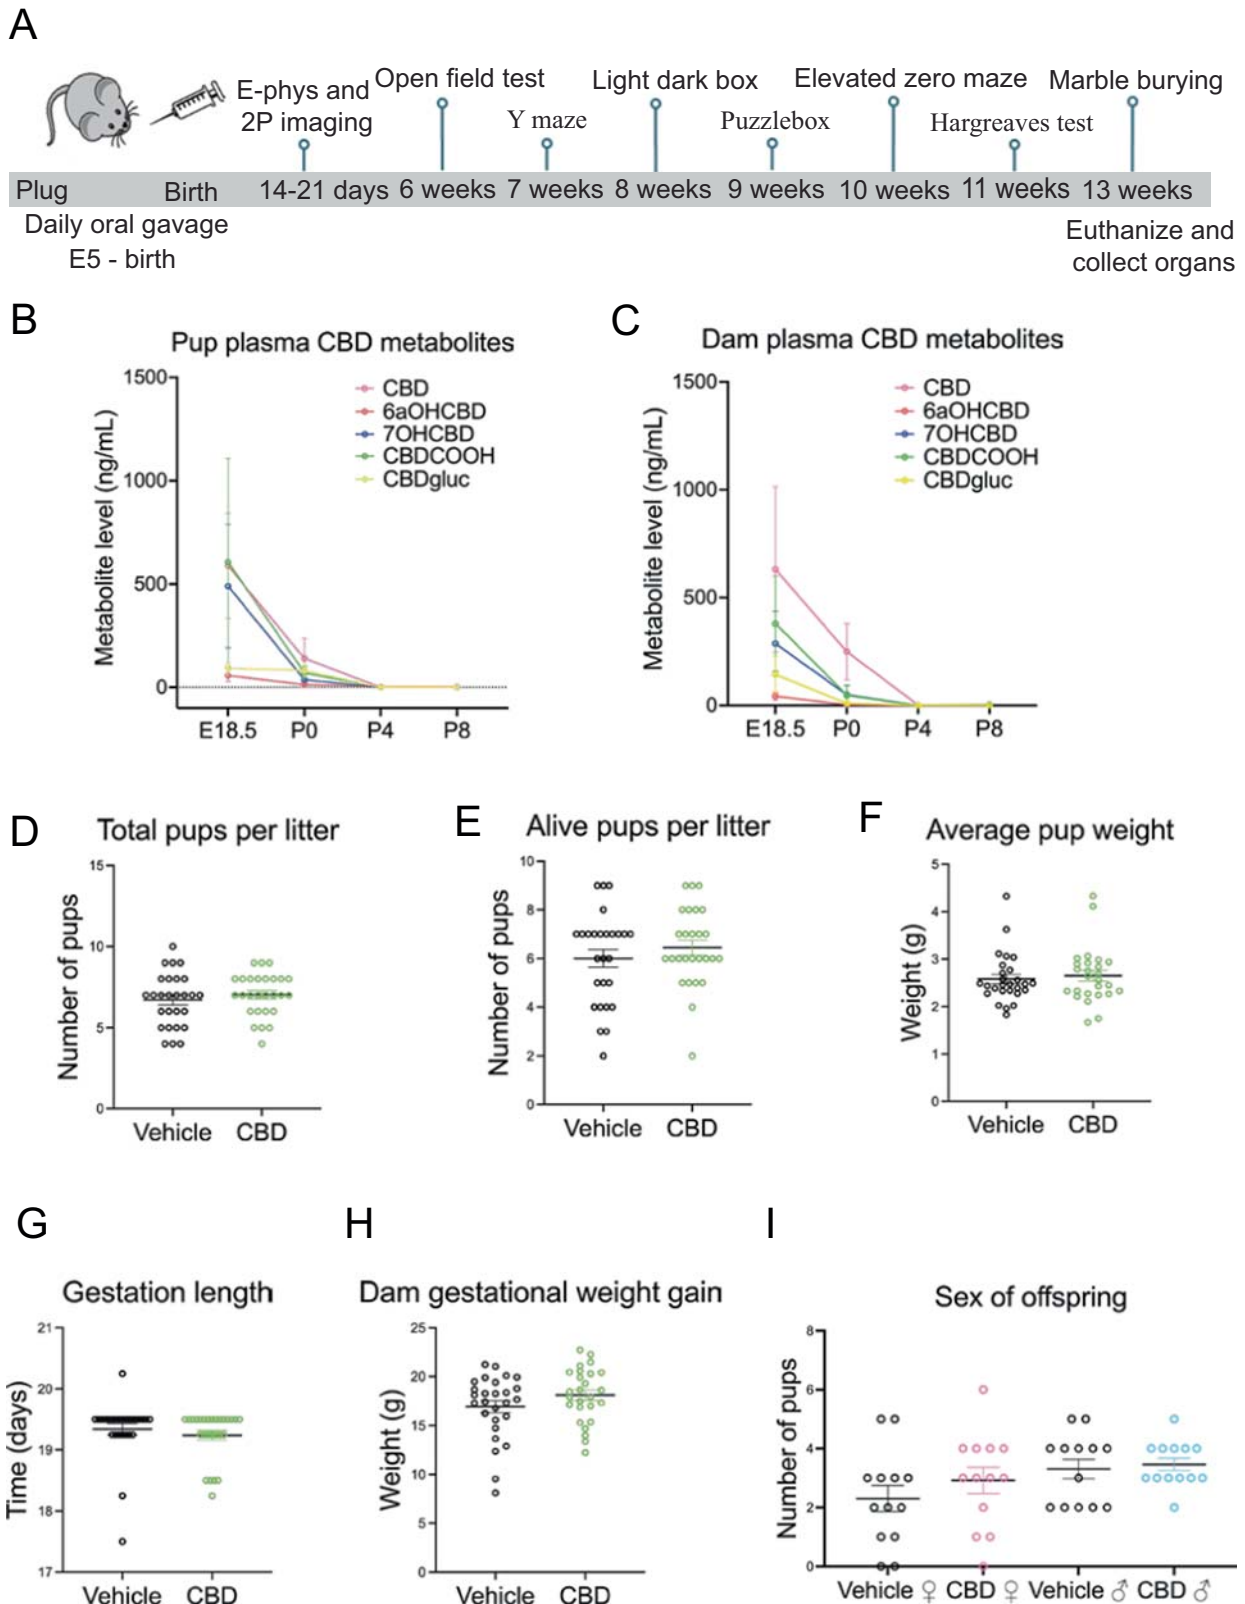 A
E-phys and
2P imaging
Open field test
Y maze
Light dark box
Puzzlebox
Elevated zero maze
Hargreaves test
Marble burying
Plug
Birth
14-21 days
6 weeks
7 weeks
8 weeks
9 weeks
10 weeks
11 weeks
13 weeks
Daily oral gavage
E5 - birth
Euthanize and
collect organs
B
Pup plasma CBD metabolites
Metabolite level (ng/mL)
1500
1000
500
0
CBD
6aOHCBD
7OHCBD
CBDCOOH
CBDgluc
E18.5
P0
P4
P8
C
Dam plasma CBD metabolites
Metabolite level (ng/mL)
1500
1000
500
0
CBD
6aOHCBD
7OHCBD
CBDCOOH
CBDgluc
E18.5
P0
P4
P8
D
Total pups per litter
Number of pups
15
10
5
0
Vehicle
CBD
E
Alive pups per litter
Number of pups
10
8
6
4
2
0
Vehicle
CBD
F
Average pup weight
Weight (g)
5
4
3
2
1
0
Vehicle
CBD
G
Gestation length
Time (days)
21
20
19
18
17
Vehicle
CBD
H
Dam gestational weight gain
Weight (g)
25
20
15
10
5
0
Vehicle
CBD
I
Sex of offspring
Number of pups
8
6
4
2
0
Vehicle ♀
CBD ♀
Vehicle ♂
CBD ♂